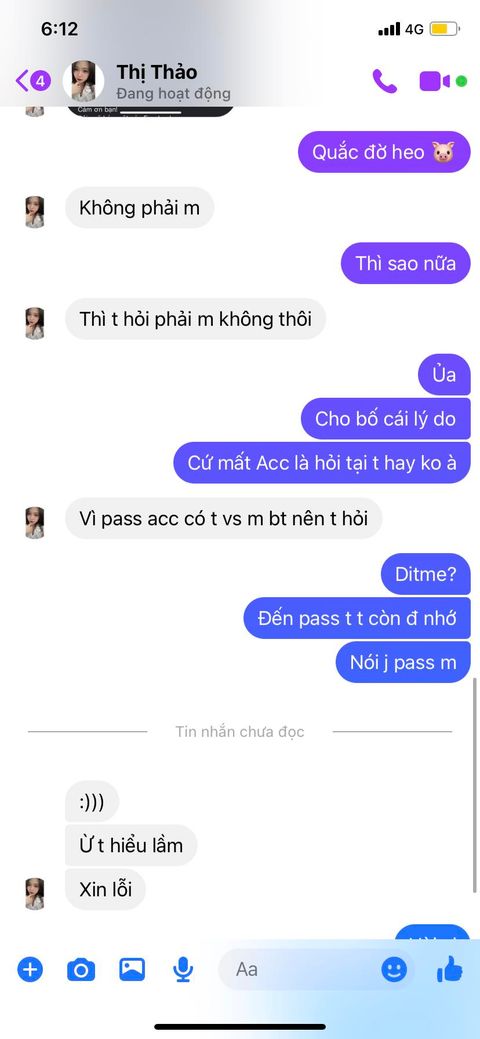 6:12
4G
4
Thị Thảo
Đang hoạt động
Cảm ơn bạn!
Quắc đờ heo 🐷
Không phải m
Thì sao nữa
Thì t hỏi phải m không thôi
Ủa
Cho bố cái lý do
Cứ mất Acc là hỏi tại t hay ko à
Vì pass acc có t vs m bt nên t hỏi
Ditme?
Đến pass t t còn đ nhớ
Nói j pass m
Tin nhắn chưa đọc
:)))
Ừ t hiểu lầm
Xin lỗi
Aa